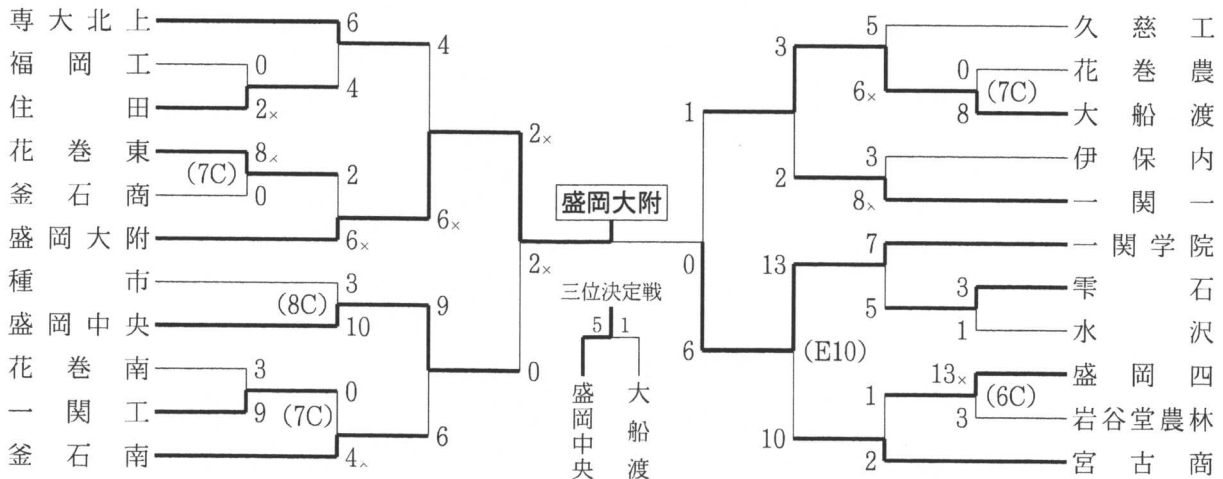 専大北上
福岡工
住田
花巻東
釜石商
盛岡大附
種市
盛岡中央
花巻南
一関工
釜石南
6
0
2×
4
4
8×
(7C)
0
2
6×
6×
2×
3
(8C)
10
9
3
9
(7C)
0
4×
6
0
2×
盛岡大附
0
三位決定戦
5 1
盛岡中央
大船渡
1
6
3
2
13
(E10)
10
5
6×
0
(7C)
8
3
8×
7
5
3
1
1
13×
(6C)
3
2
久慈工
花巻農
大船渡
伊保内
一関一
一関学院
雫石
水沢
盛岡四
岩谷堂農林
宮古商